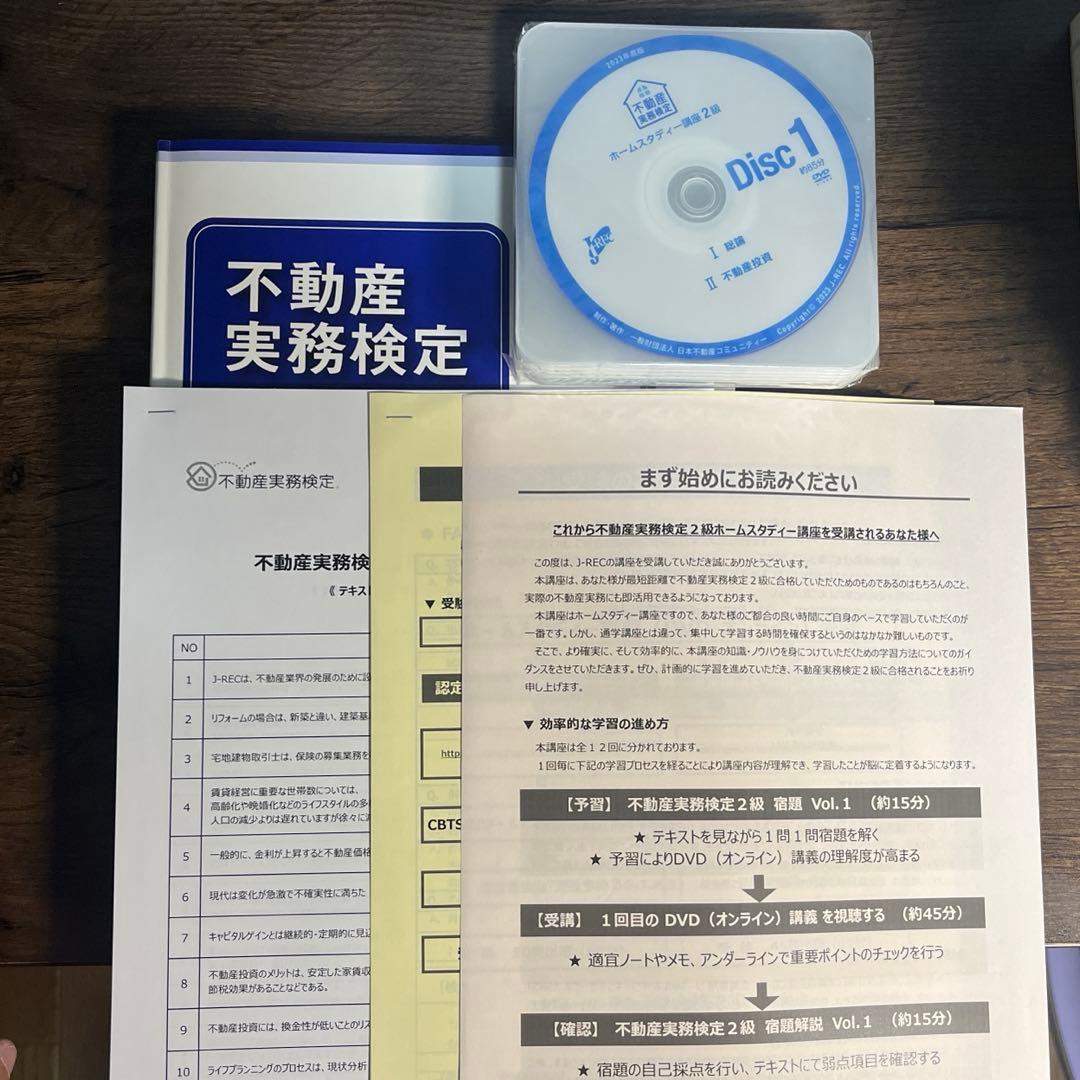 2023年度版
不動産
実務検定
ホームスタディー講座2級
Disc 1
約85分
DVD
J-REC
Ⅰ 総論
Ⅱ 不動産投資
制作・著作 一般財団法人 日本不動産コミュニティー
Copyright© 2023 J-REC. All rights reserved.
不動産
実務検定
不動産実務検定
不動産実務検
《テキス
NO
1 J-RECは、不動産業界の発展のために設
2 リフォームの場合は、新築と違い、建築基
3 宅地建物取引士は、保険の募集業務を
4 賃貸経営に重要な世帯数については、
高齢化や晩婚化などのライフスタイルの多
人口の減少よりは遅れていますが徐々に
5 一般的に、金利が上昇すると不動産価格
6 現代は変化が急激で不確実性に満ちた
7 キャピタルゲインとは継続的・定期的に見込
8 不動産投資のメリットは、安定した家賃収
節税効果があることなどである。
9 不動産投資には、換金性が低いことのリス
10 ライフプランニングのプロセスは、現状分析
▼ 受験
認定
http
CBTS
まず始めにお読みください
これから不動産実務検定２級ホームスタディー講座を受講されるあなた様へ
この度は、J-RECの講座を受講していただき誠にありがとうございます。
本講座は、あなた様が最短距離で不動産実務検定２級に合格していただくためのものであるのはもちろんのこと、
実際の不動産実務にも即活用できるようになっております。
本講座はホームスタディー講座ですので、あなた様のご都合の良い時間にご自身のペースで学習していただくのが
一番です。しかし、通学講座とは違って、集中して学習する時間を確保するというのはなかなか難しいものです。
そこで、より確実に、そして効率的に、本講座の知識・ノウハウを身につけていただくための学習方法についてのガイ
ダンスをさせていただきます。ぜひ、計画的に学習を進めていただき、不動産実務検定２級に合格されることをお祈り
申し上げます。
▼ 効率的な学習の進め方
本講座は全１２回に分かれております。
１回毎に下記の学習プロセスを経ることにより講座内容が理解でき、学習したことが脳に定着するようになります。
【予習】 不動産実務検定２級 宿題 Vol.１ （約15分）
★ テキストを見ながら１問１問宿題を解く
★ 予習によりDVD（オンライン）講義の理解度が高まる
【受講】 １回目の DVD（オンライン）講義 を視聴する （約45分）
★ 適宜ノートやメモ、アンダーラインで重要ポイントのチェックを行う
【確認】 不動産実務検定２級 宿題解説 Vol.１ （約15分）
★ 宿題の自己採点を行い、テキストにて弱点項目を確認する